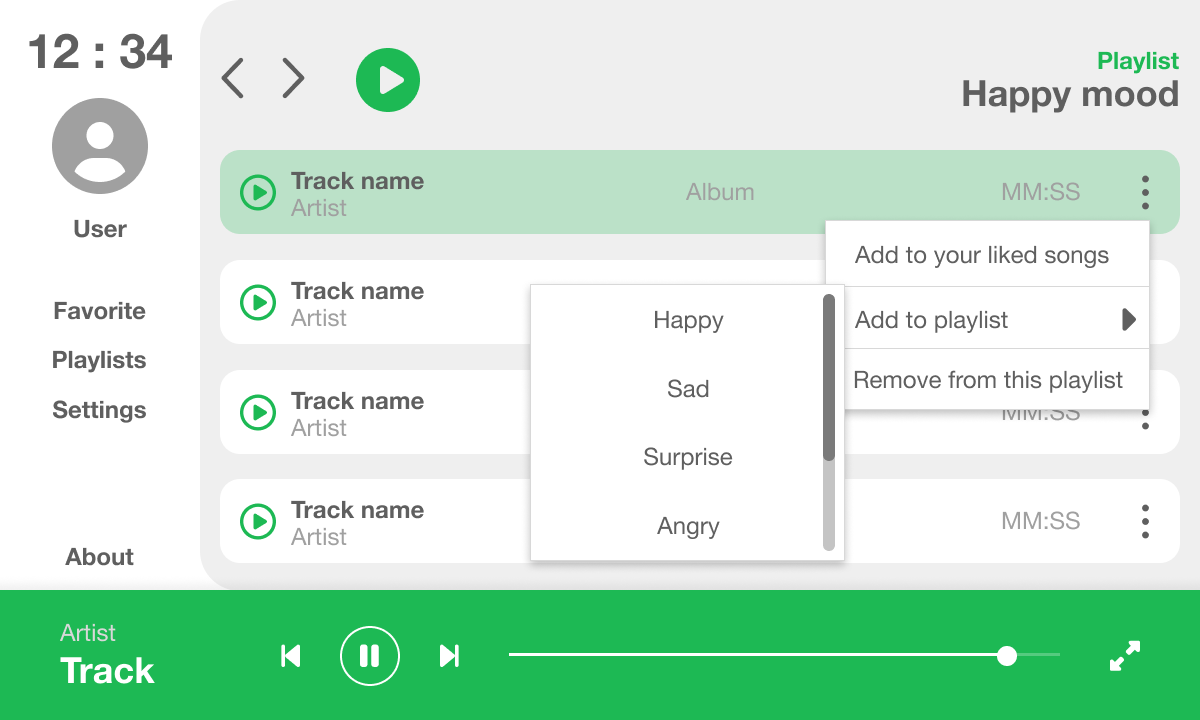 12 : 34
User
Favorite
Playlists
Settings
About
Playlist
Happy mood
Track name
Artist
Album
MM:SS
Add to your liked songs
Add to playlist
Remove from this playlist
Happy
Sad
Surprise
Angry
Track name
Artist
Track name
Artist
MM:SS
Track name
Artist
MM:SS
Artist
Track